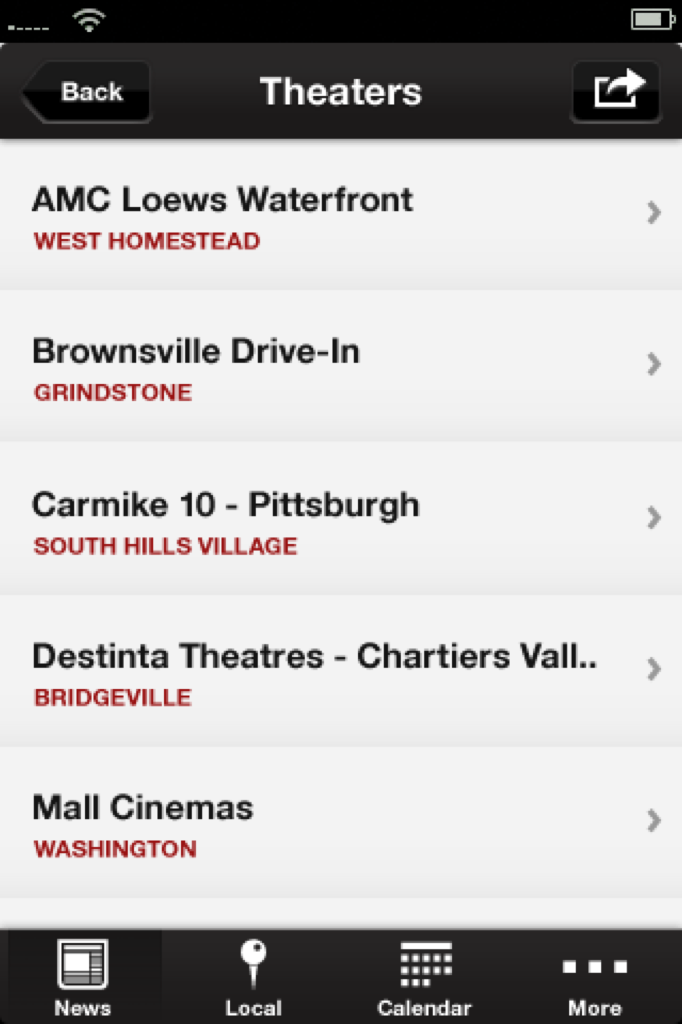 Back
Theaters
AMC Loews Waterfront
WEST HOMESTEAD
Brownsville Drive-In
GRINDSTONE
Carmike 10 - Pittsburgh
SOUTH HILLS VILLAGE
Destinta Theatres - Chartiers Vall..
BRIDGEVILLE
Mall Cinemas
WASHINGTON
News
Local
Calendar
More